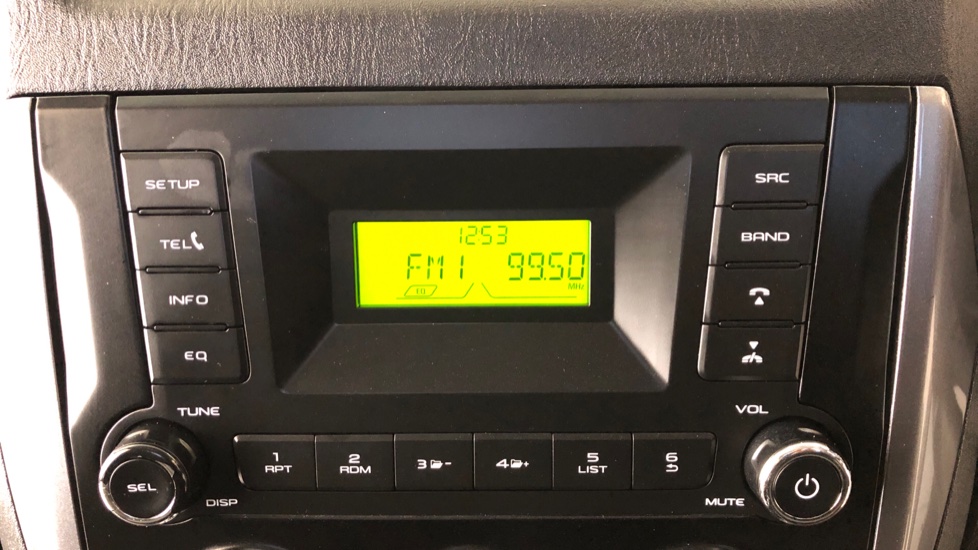 SETUP
TEL
INFO
EQ
1253
FM1 99.50
EQ
MHz
SRC
BAND
TUNE
VOL
SEL
DISP
1 RPT
2 RDM
3 -
4 +
5 LIST
6
MUTE